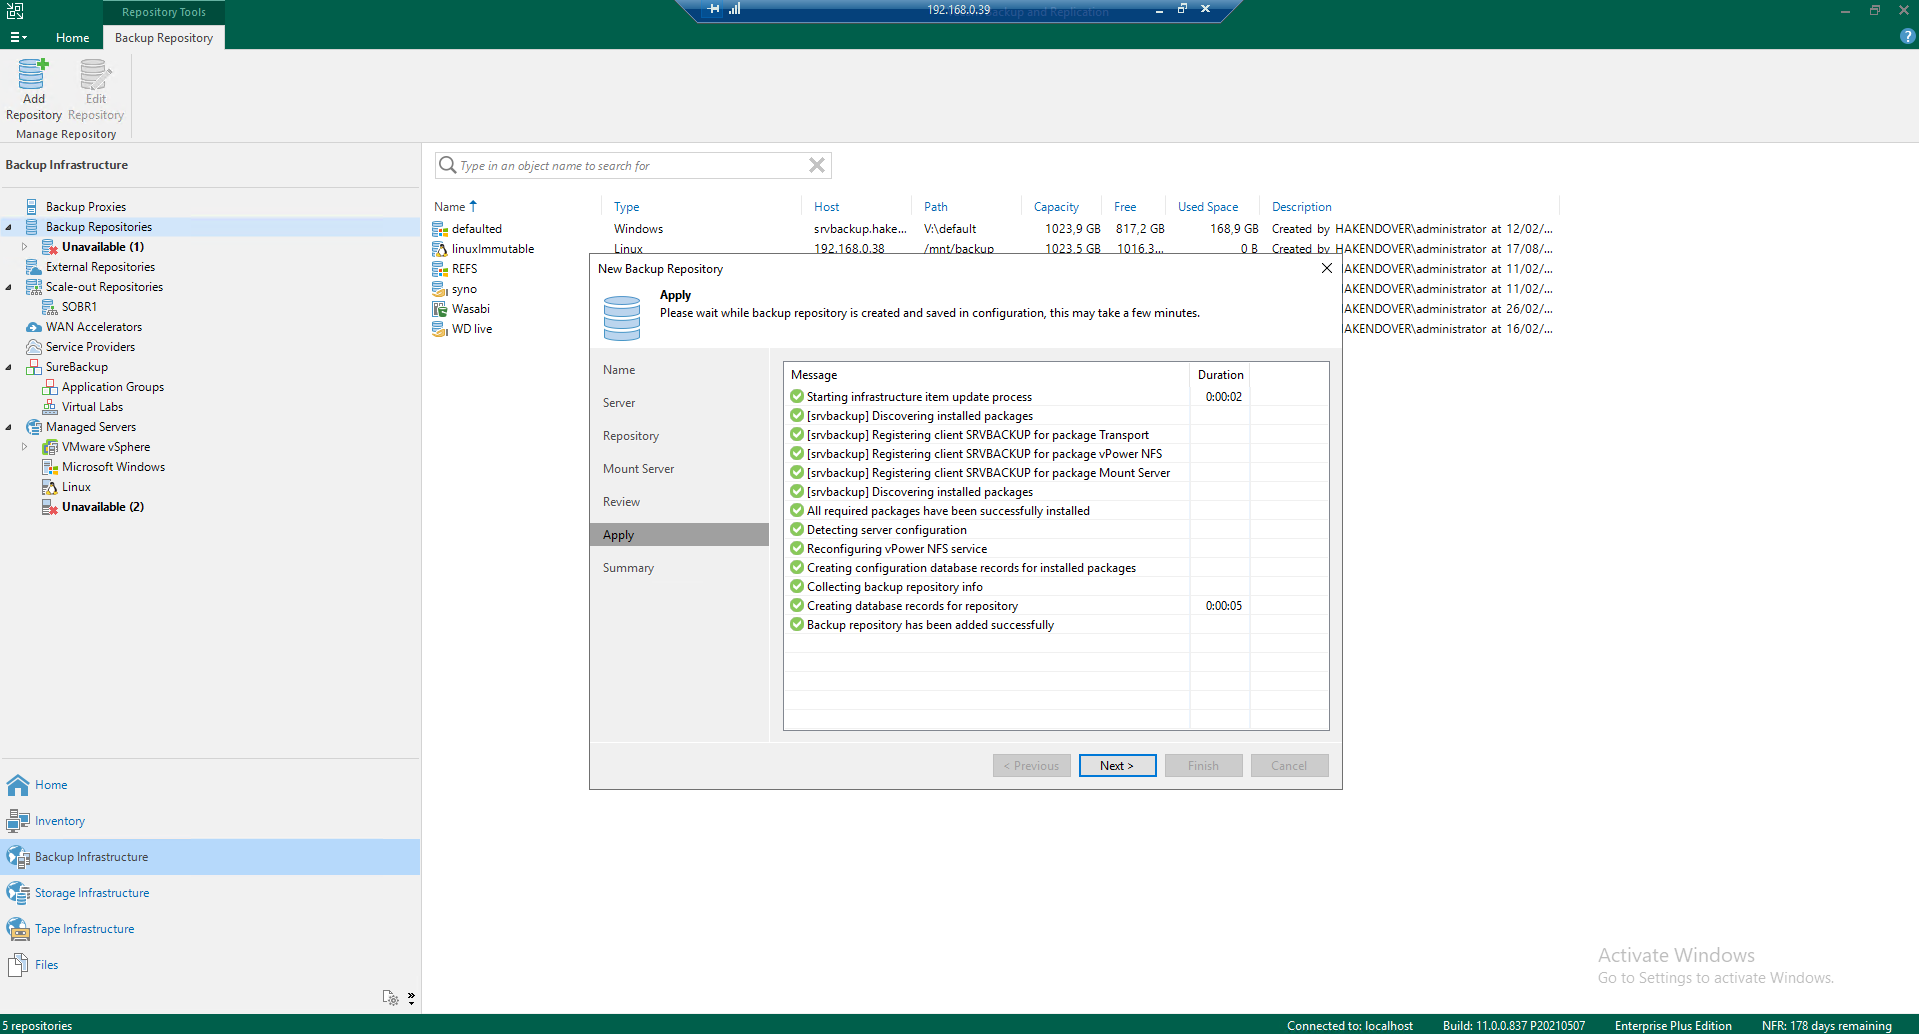 Repository Tools
192.168.0.39
Backup and Replication
Home
Backup Repository
Add
Repository
Edit
Repository
Manage Repository
Backup Infrastructure
Backup Proxies
Backup Repositories
Unavailable (1)
External Repositories
Scale-out Repositories
SOBR1
WAN Accelerators
Service Providers
SureBackup
Application Groups
Virtual Labs
Managed Servers
VMware vSphere
Microsoft Windows
Linux
Unavailable (2)
Home
Inventory
Backup Infrastructure
Storage Infrastructure
Tape Infrastructure
Files
Type in an object name to search for
Name Type Host Path Capacity Free Used Space Description
defaulted Windows srvbackup.hake... V:\default 1023,9 GB 817,2 GB 168,9 GB Created by HAKENDOVER\administrator at 12/02/...
linuxImmutable Linux 192.168.0.38 /mnt/backup 1023,5 GB 1016,3... 0 B Created by HAKENDOVER\administrator at 17/08/...
REFS AKENDOVER\administrator at 11/02/...
syno AKENDOVER\administrator at 11/02/...
Wasabi AKENDOVER\administrator at 26/02/...
WD live AKENDOVER\administrator at 16/02/...
New Backup Repository
Apply
Please wait while backup repository is created and saved in configuration, this may take a few minutes.
Name
Server
Repository
Mount Server
Review
Apply
Summary
Message Duration
Starting infrastructure item update process 0:00:02
[srvbackup] Discovering installed packages
[srvbackup] Registering client SRVBACKUP for package Transport
[srvbackup] Registering client SRVBACKUP for package vPower NFS
[srvbackup] Registering client SRVBACKUP for package Mount Server
[srvbackup] Discovering installed packages
All required packages have been successfully installed
Detecting server configuration
Reconfiguring vPower NFS service
Creating configuration database records for installed packages
Collecting backup repository info
Creating database records for repository 0:00:05
Backup repository has been added successfully
< Previous
Next >
Finish
Cancel
Activate Windows
Go to Settings to activate Windows.
5 repositories
Connected to: localhost
Build: 11.0.0.837 P20210507
Enterprise Plus Edition
NFR: 178 days remaining